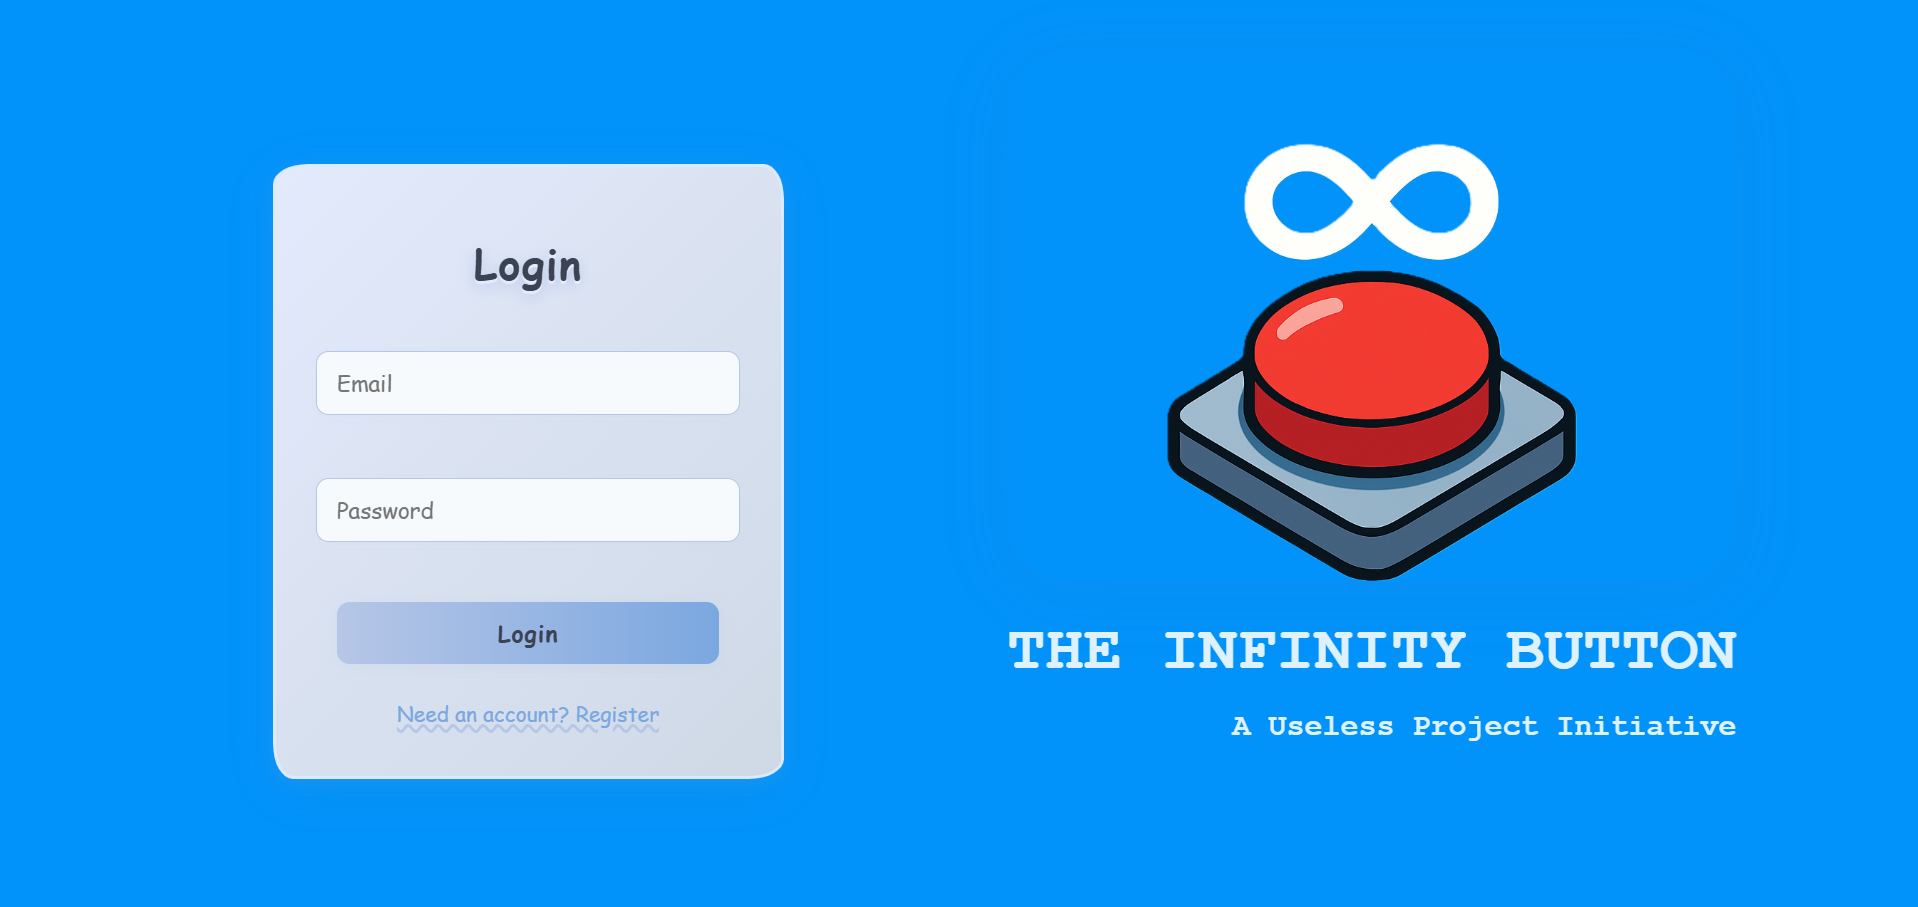 Login
Email
Password
Login
Need an account? Register
THE INFINITY BUTTON
A Useless Project Initiative